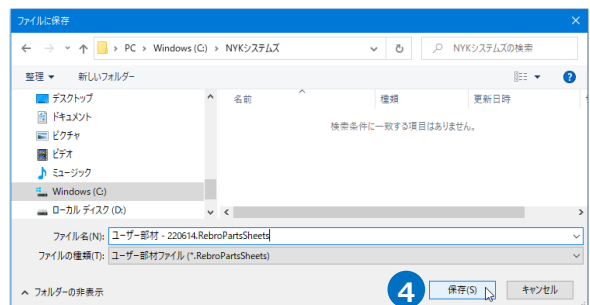 ファイルに保存
PC › Windows (C:) › NYKシステムズ
NYKシステムズの検索
整理 新しいフォルダー
デスクトップ
ドキュメント
ピクチャ
ビデオ
ミュージック
Windows (C:)
ローカル ディスク (D:)
名前 種類 更新日時
検索条件に一致する項目はありません。
ファイル名(N): ユーザー部材 - 220614.RebroPartsSheets
ファイルの種類(T): ユーザー部材ファイル (*.RebroPartsSheets)
フォルダーの非表示
4
保存(S) キャンセル